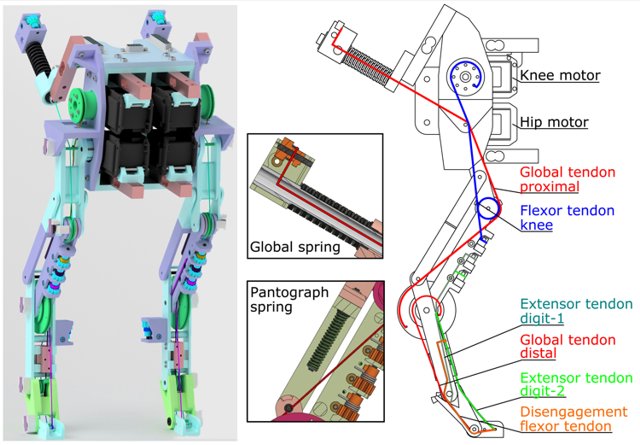 Knee motor
Hip motor
Global tendon
proximal
Flexor tendon
knee
Global spring
Pantograph
spring
Extensor tendon
digit-1
Global tendon
distal
Extensor tendon
digit-2
Disengagement
flexor tendon